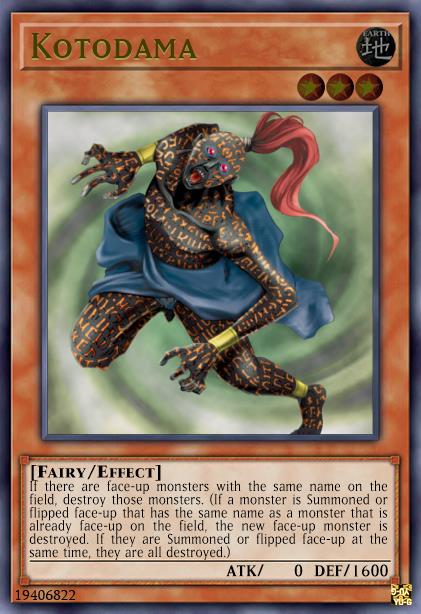 KOTODAMA
EARTH
地
[FAIRY/EFFECT]
If there are face-up monsters with the same name on the
field, destroy those monsters. (If a monster is Summoned or
flipped face-up that has the same name as a monster that is
already face-up on the field, the new face-up monster is
destroyed. If they are Summoned or flipped face-up at the
same time, they are all destroyed.)
ATK/ 0 DEF/1600
19406822